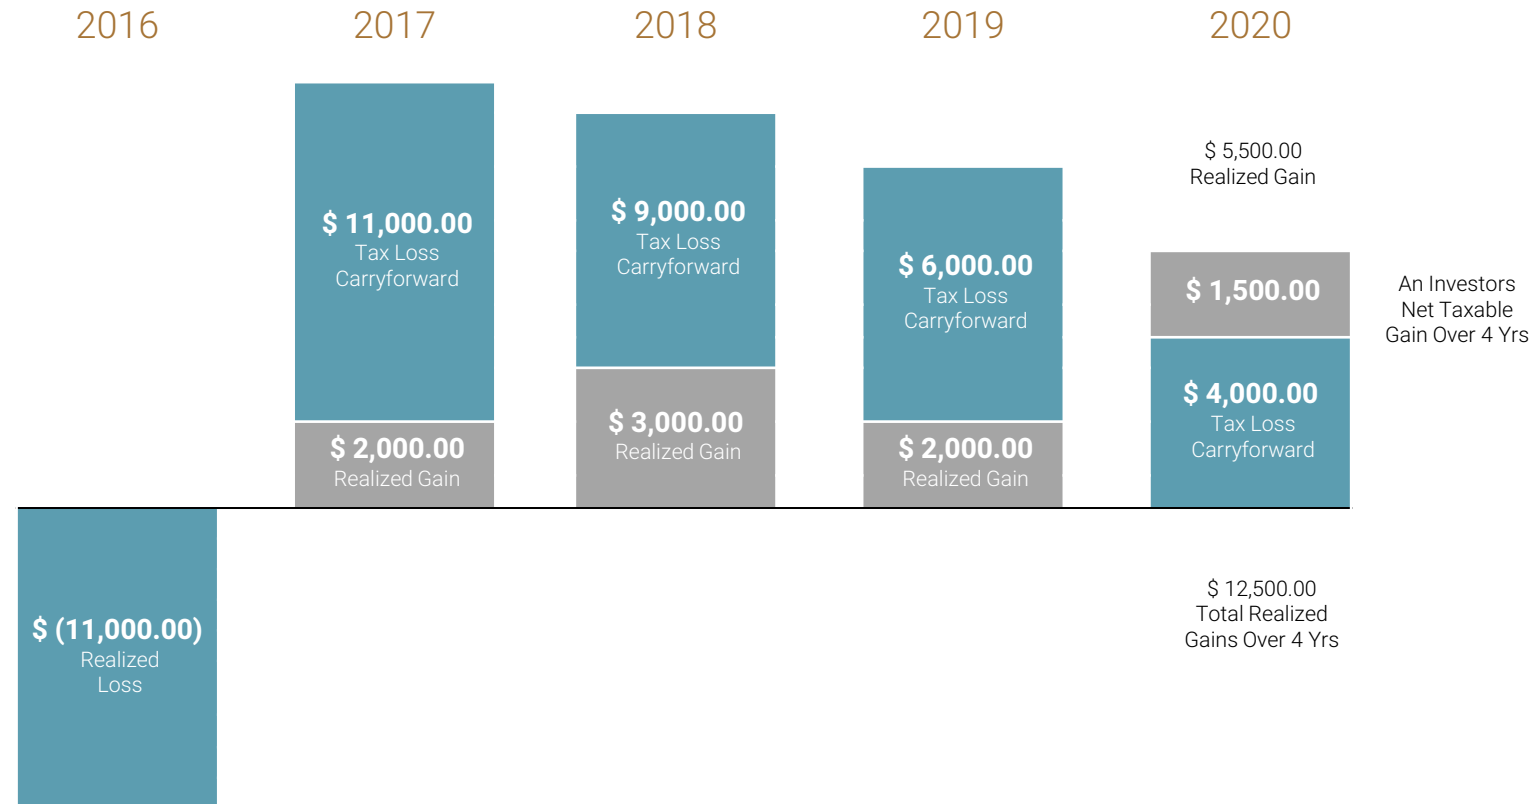 2016
2017
2018
2019
2020
$ 11,000.00
Tax Loss
Carryforward
$ 2,000.00
Realized Gain
$ 9,000.00
Tax Loss
Carryforward
$ 3,000.00
Realized Gain
$ 6,000.00
Tax Loss
Carryforward
$ 2,000.00
Realized Gain
$ 5,500.00
Realized Gain
$ 1,500.00
An Investors
Net Taxable
Gain Over 4 Yrs
$ 4,000.00
Tax Loss
Carryforward
$ (11,000.00)
Realized
Loss
$ 12,500.00
Total Realized
Gains Over 4 Yrs